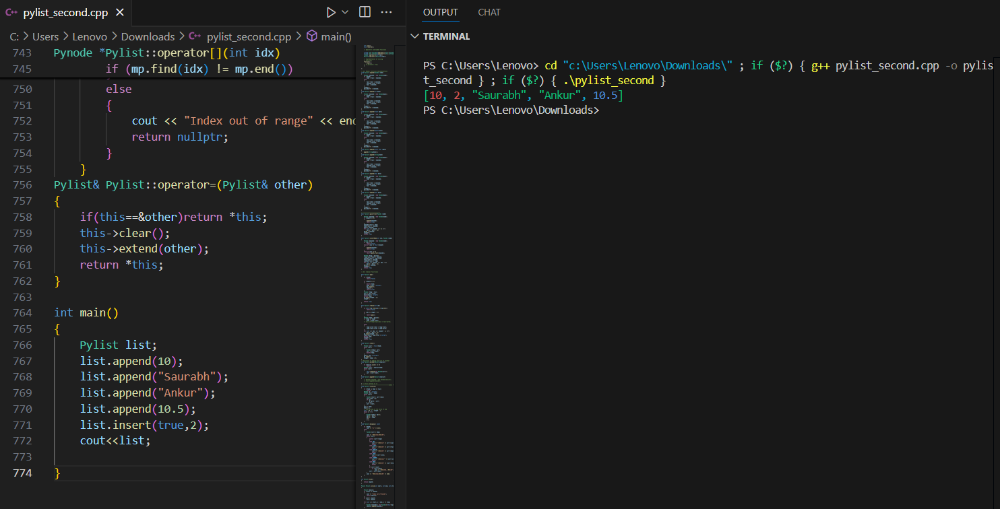 pylist_second.cpp
C: > Users > Lenovo > Downloads > pylist_second.cpp > main()
743 Pynode *Pylist::operator[](int idx)
745 if (mp.find(idx) != mp.end())
750 else
751 {
752 cout << "Index out of range" << end
753 return nullptr;
754 }
755 }
756 Pylist& Pylist::operator=(Pylist& other)
757 {
758 if(this==&other)return *this;
759 this->clear();
760 this->extend(other);
761 return *this;
762 }
763
764 int main()
765 {
766 Pylist list;
767 list.append(10);
768 list.append("Saurabh");
769 list.append("Ankur");
770 list.append(10.5);
771 list.insert(true,2);
772 cout<<list;
773
774 }
OUTPUT CHAT
TERMINAL
PS C:\Users\Lenovo> cd "c:\Users\Lenovo\Downloads\" ; if ($?) { g++ pylist_second.cpp -o pylis
t_second } ; if ($?) { .\pylist_second }
[10, 2, "Saurabh", "Ankur", 10.5]
PS C:\Users\Lenovo\Downloads>